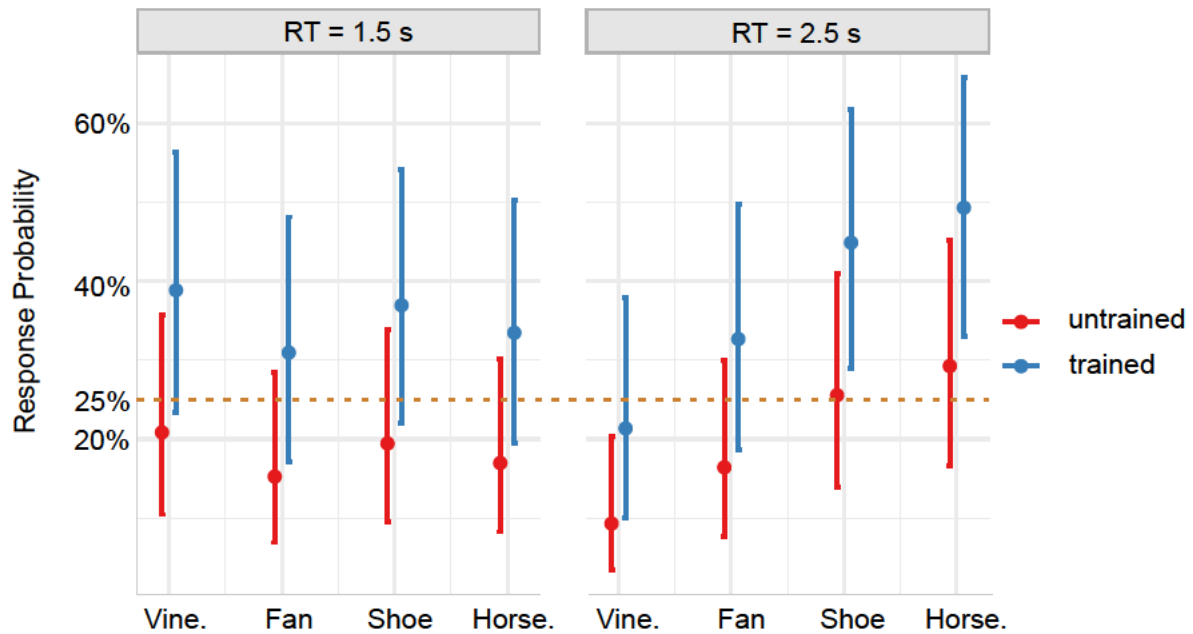 RT = 1.5 s
RT = 2.5 s
Response Probability
60%
40%
25%
20%
untrained
trained
Vine.
Fan
Shoe
Horse.
Vine.
Fan
Shoe
Horse.